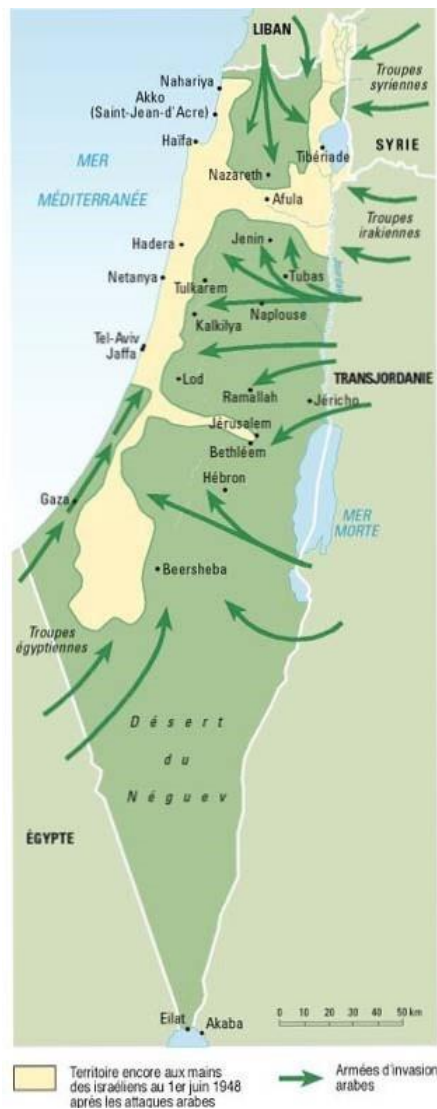 LIBAN
Nahariya
Akko
(Saint-Jean-d'Acre)
Troupes
syriennes
Haïfa
SYRIE
Tibériade
MER
MÉDITERRANÉE
Nazareth
Afula
Troupes
irakiennes
Hadera
Jenin
Netanya
Tubas
Tulkarem
Naplouse
Kalkilya
Tel-Aviv
Jaffa
Lod
TRANSJORDANIE
Ramallah
Jéricho
Jérusalem
Bethléem
Hébron
Gaza
MER
MORTE
Beersheba
Troupes
égyptiennes
Désert
du
Néguev
ÉGYPTE
Eilat
Akaba
0 10 20 30 40 50 km
Territoire encore aux mains
des israéliens au 1er juin 1948
après les attaques arabes
Armées d'invasion
arabes